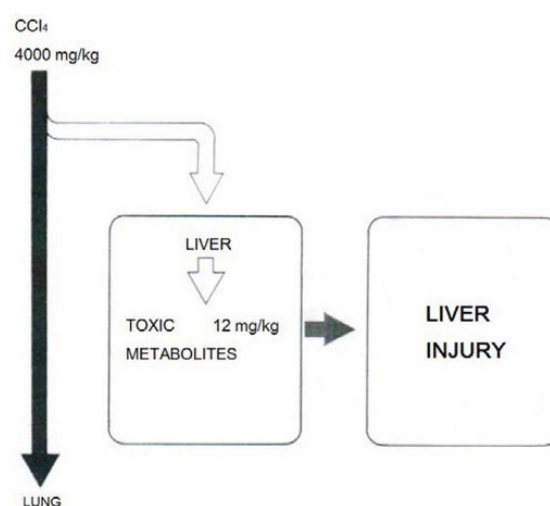 CCl₄
4000 mg/kg
LIVER
TOXIC 12 mg/kg
METABOLITES
LIVER
INJURY
LUNG